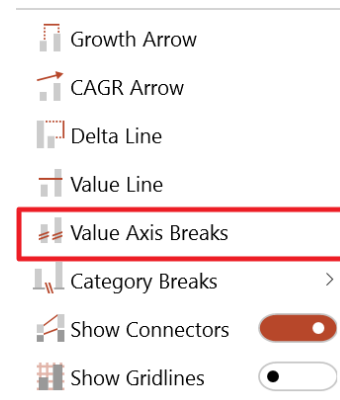 Growth Arrow
CAGR Arrow
Delta Line
Value Line
Value Axis Breaks
Category Breaks
Show Connectors
Show Gridlines